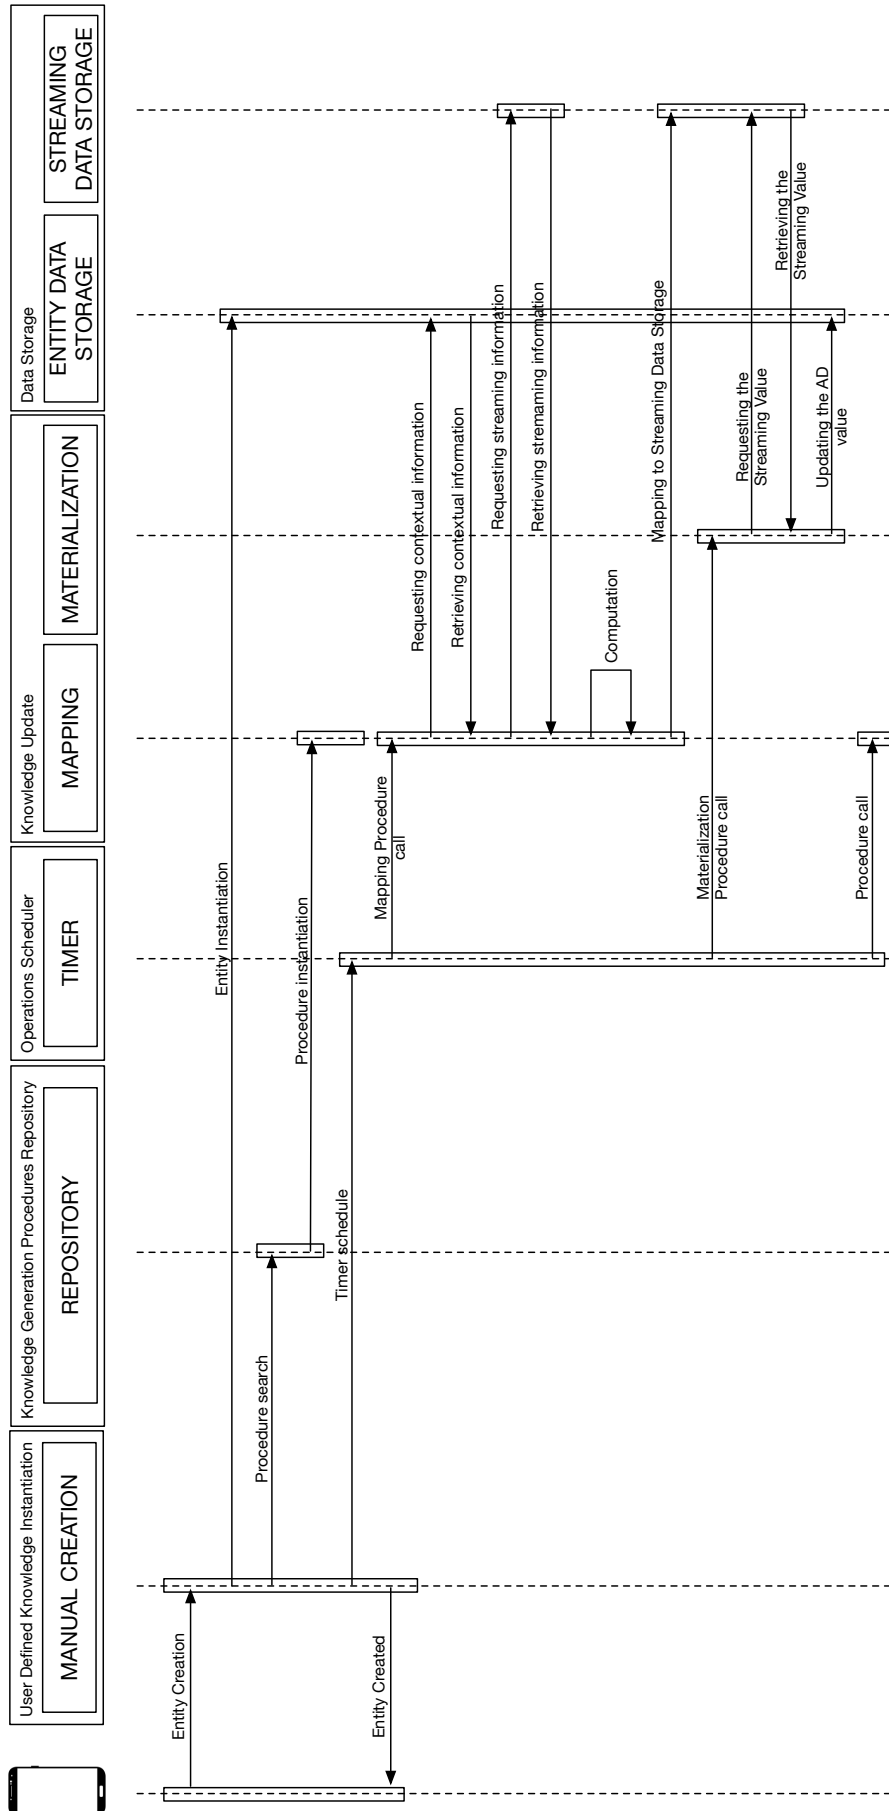 User Defined Knowledge Instantiation
MANUAL CREATION
Knowledge Generation Procedures Repository
REPOSITORY
Operations Scheduler
TIMER
Knowledge Update
MAPPING
MATERIALIZATION
Data Storage
ENTITY DATA
STORAGE
STREAMING
DATA STORAGE
Entity Creation
Entity Instantiation
Procedure search
Procedure instantiation
Timer schedule
Entity Created
Mapping Procedure
call
Requesting contextual information
Retrieving contextual information
Requesting streaming information
Retrieving stremaming information
Computation
Mapping to Streaming Data Storage
Materialization
Procedure call
Requesting the
Streaming Value
Retrieving the
Streaming Value
Updating the AD
value
Procedure call